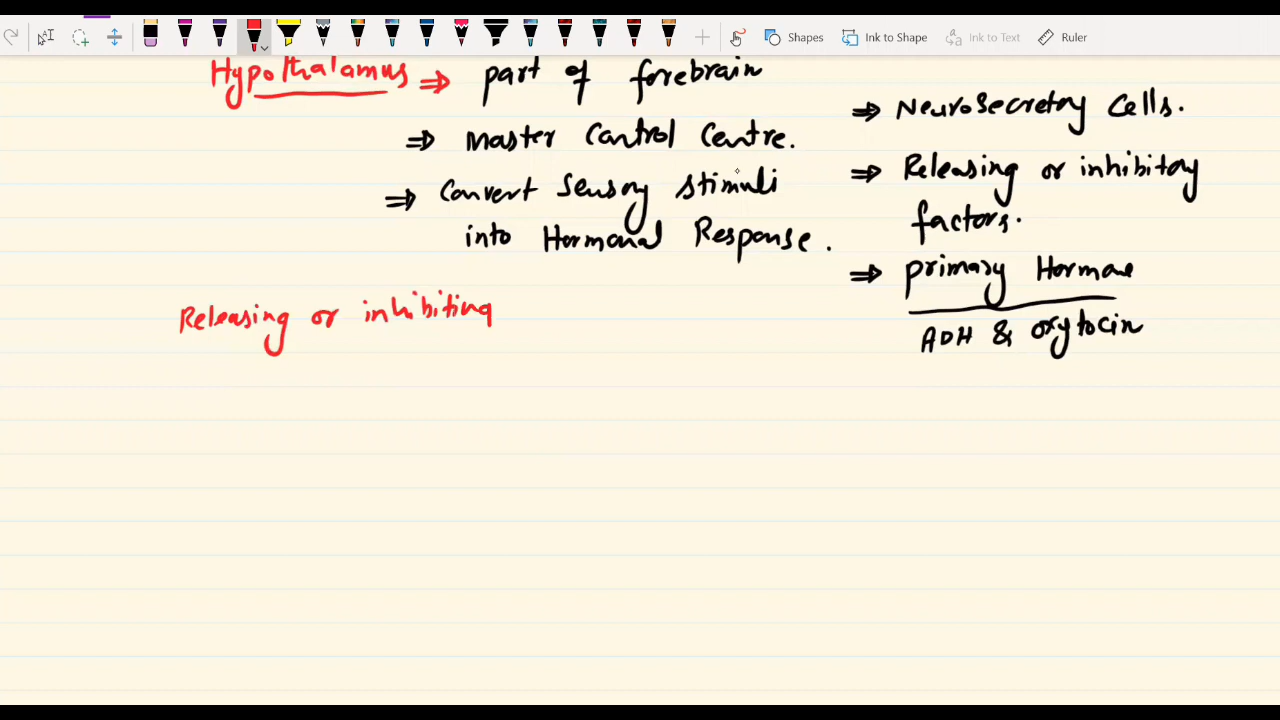 Shapes
Ink to Shape
Ink to Text
Ruler
Hypothalamus ⇒ part of forebrain
⇒ Master Control Centre.
⇒ Convert Sensory stimuli
into Hormonal Response.
⇒ Neurosecretry Cells.
⇒ Releasing or inhibitory
factors.
⇒ primary Hormone
ADH & oxytocin
Releasing or inhibiting